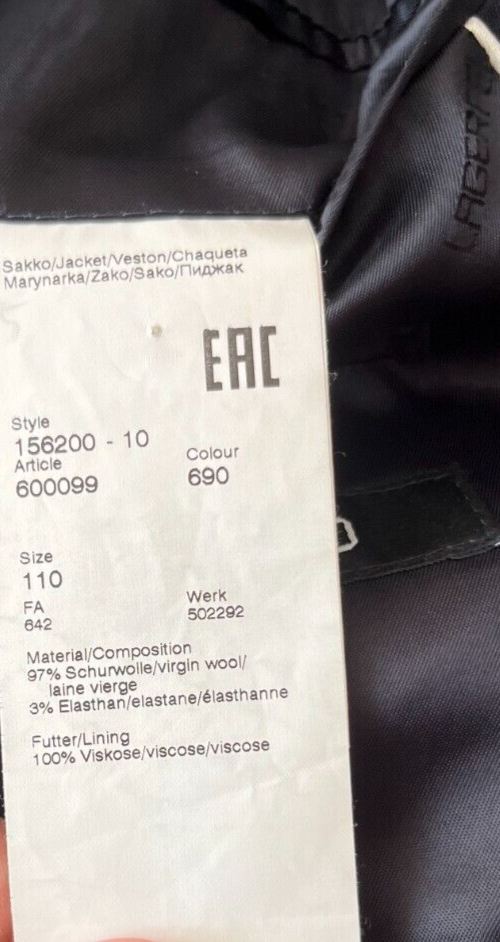 LAGERF
Sakko/Jacket/Veston/Chaqueta
Marynarka/Zako/Sako/Пиджак
EAC
Style
156200 - 10
Article
600099
Colour
690
Size
110
FA
642
Werk
502292
Material/Composition
97% Schurwolle/virgin wool/
laine vierge
3% Elasthan/elastane/élasthanne
Futter/Lining
100% Viskose/viscose/viscose